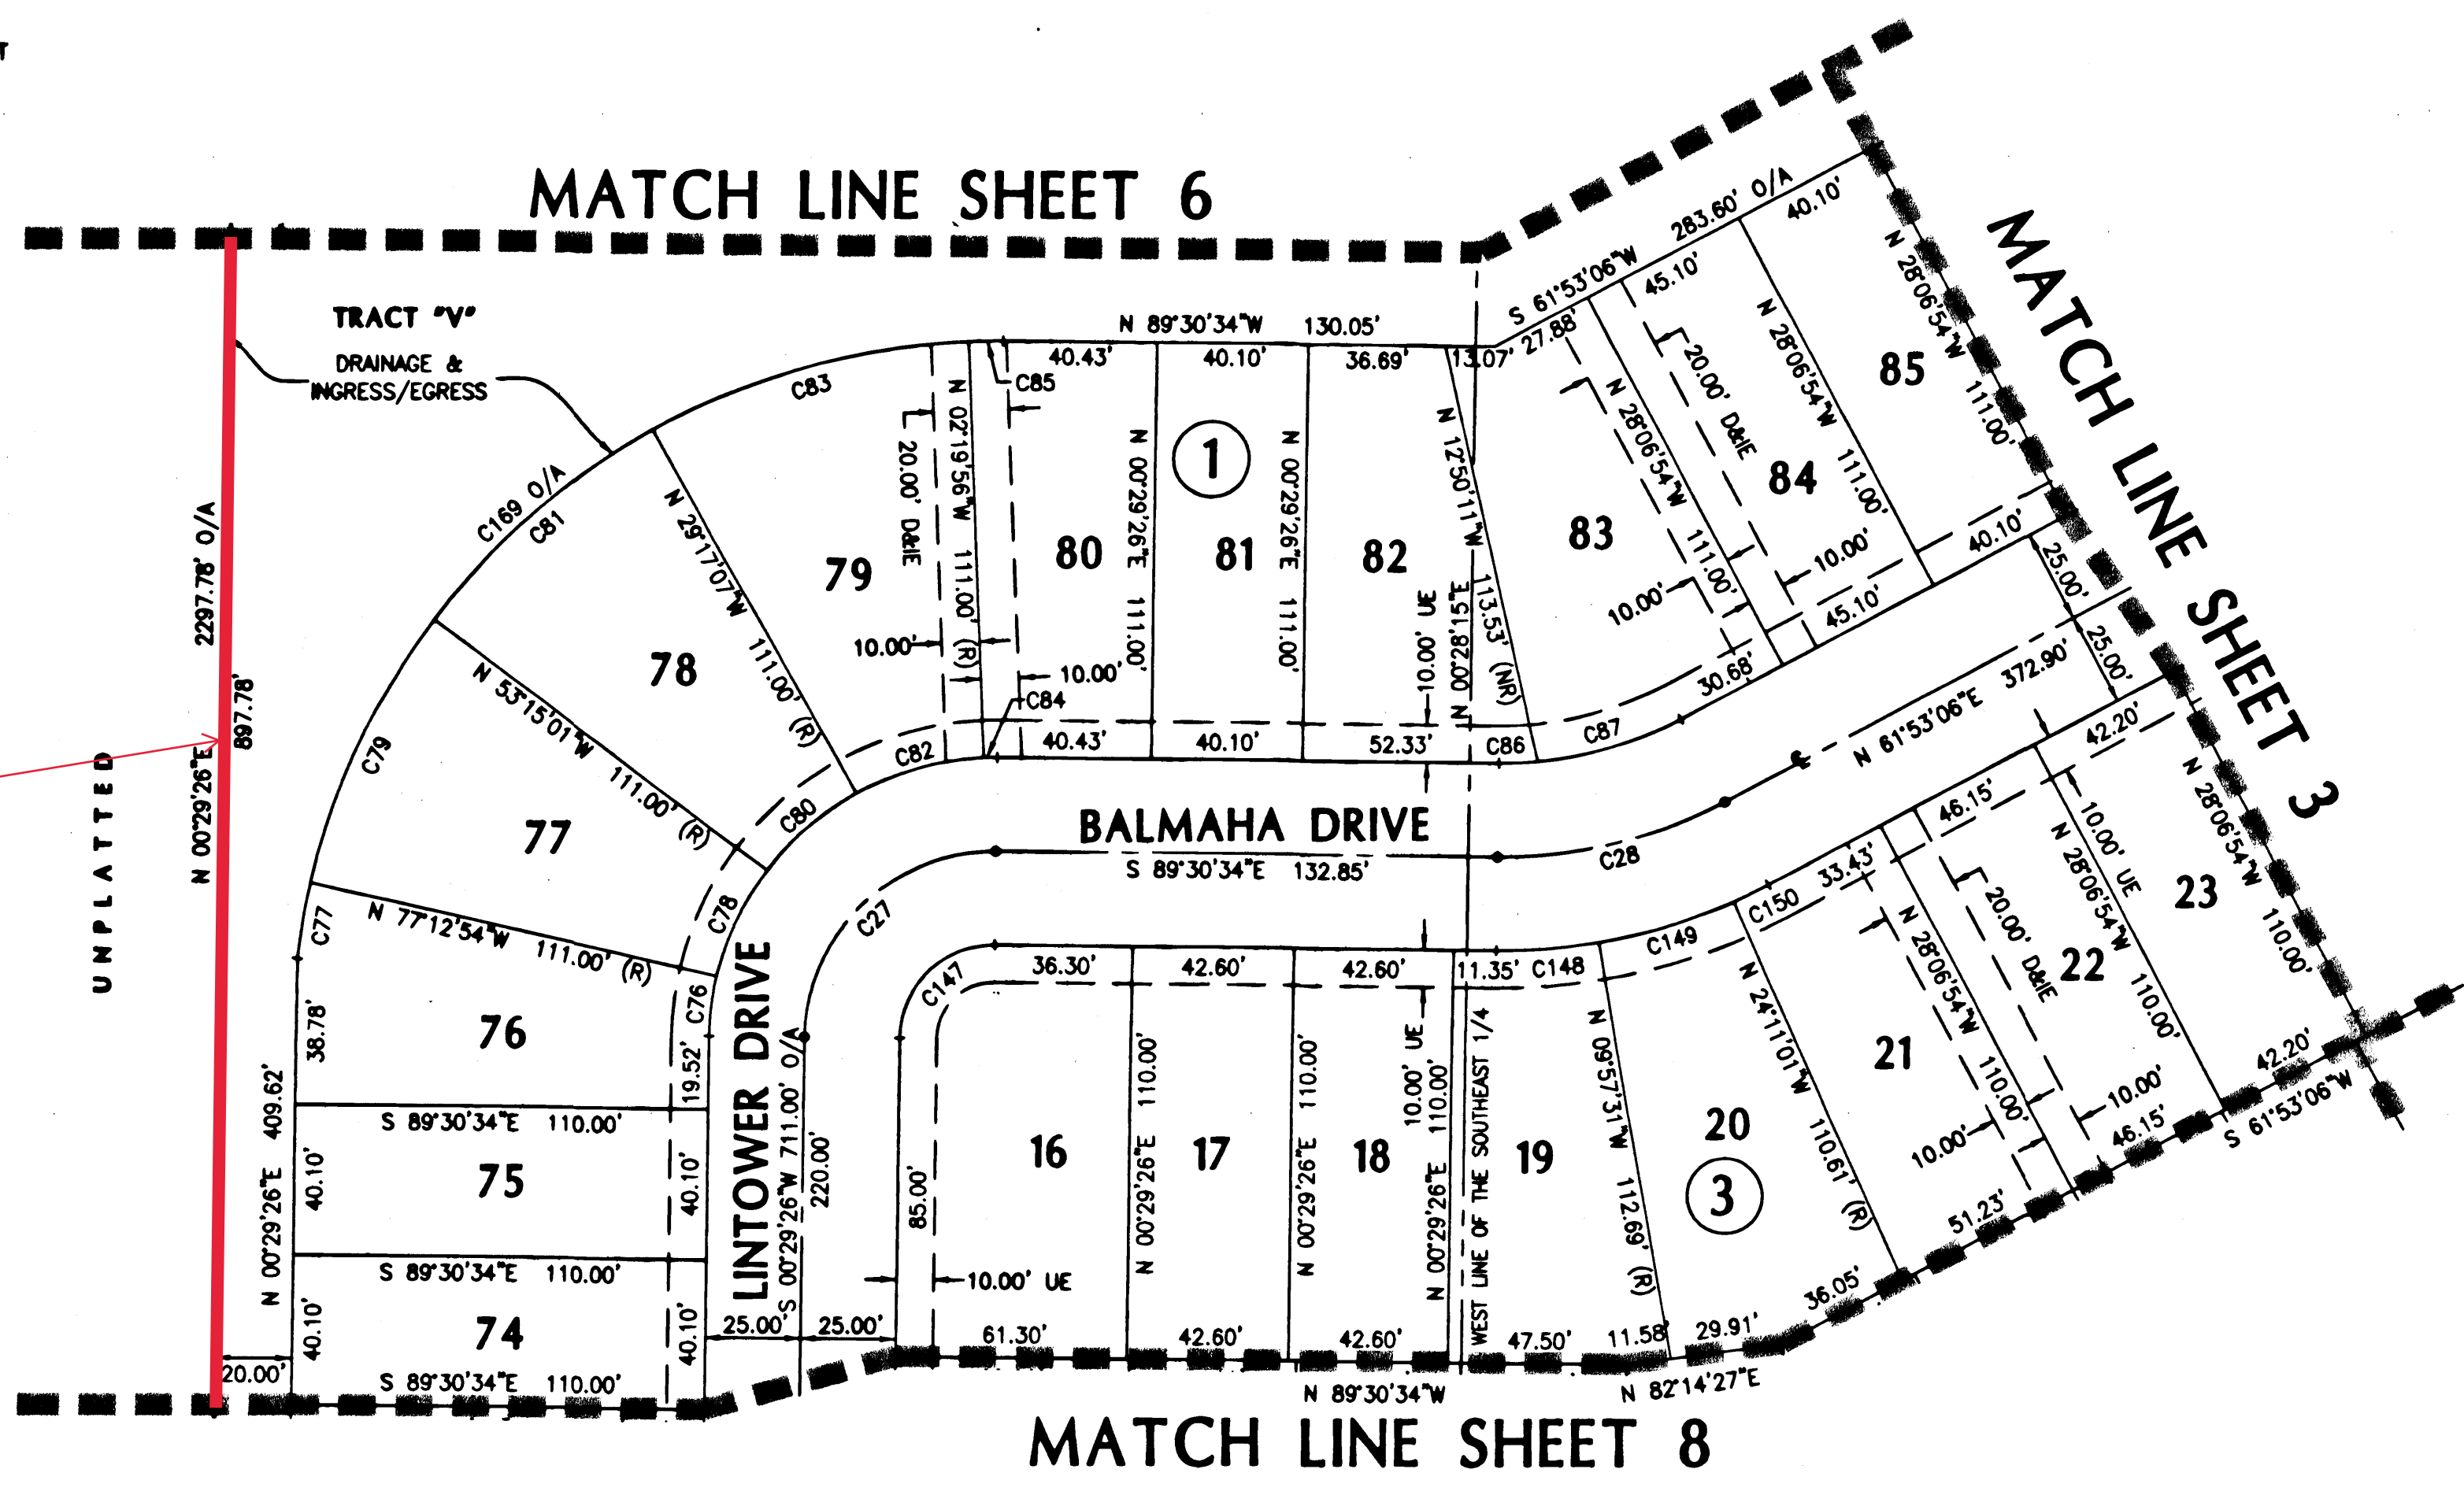 T
MATCH LINE SHEET 6
TRACT "V"
DRAINAGE &
INGRESS/EGRESS
UNPLATTED
N 00°29'26"E
2297.78' O/A
897.78'
MATCH LINE SHEET 3
N 89°30'34"W 130.05'
S 61°53'06"W 283.60' O/A
C169 O/A
C81
C83
C85
40.43'
40.10'
36.69'
13.07'
27.88'
45.10'
40.10'
N 28°06'54"W 111.00'
85
N 28°06'54"W 111.00'
20.00' D&IE
84
10.00'
N 28°06'54"W 111.00'
10.00'
83
N 12°50'11"W 113.53' (NR)
N 00°28'15"E
10.00' UE
82
N 00°29'26"E 111.00'
81
1
N 00°29'26"E 111.00'
80
N 02°19'56"W 111.00' (R)
20.00' D&IE
10.00'
10.00'
C84
79
N 29°17'07"W 111.00' (R)
78
N 53°15'01"W 111.00' (R)
C79
77
N 77°12'54"W 111.00' (R)
C77
C82
C80
C78
C76
40.43'
40.10'
52.33'
C86
C87
30.68'
45.10'
40.10'
25.00'
25.00'
BALMAHA DRIVE
S 89°30'34"E 132.85'
C27
C28
℄
N 61°53'06"E 372.90'
38.78'
76
19.52'
S 89°30'34"E 110.00'
N 00°29'26"E 409.62'
40.10'
75
40.10'
S 89°30'34"E 110.00'
40.10'
74
40.10'
20.00'
S 89°30'34"E 110.00'
LINTOWER DRIVE
S 00°29'26"W 711.00' O/A
220.00'
25.00'
25.00'
C147
36.30'
42.60'
42.60'
11.35'
C148
C149
C150
33.43'
46.15'
42.20'
85.00'
10.00' UE
16
N 00°29'26"E 110.00'
17
N 00°29'26"E 110.00'
18
10.00' UE
N 00°29'26"E 110.00'
WEST LINE OF THE SOUTHEAST 1/4
19
N 09°57'31"W 112.69' (R)
20
3
N 24°11'01"W 110.61' (R)
21
10.00'
N 28°06'54"W 110.00'
20.00' D&IE
10.00'
22
N 28°06'54"W 110.00'
10.00' UE
23
N 28°06'54"W 110.00'
61.30'
42.60'
42.60'
47.50'
11.58'
29.91'
36.05'
51.23'
46.15'
42.20'
S 61°53'06"W
N 89°30'34"W
N 82°14'27"E
MATCH LINE SHEET 8